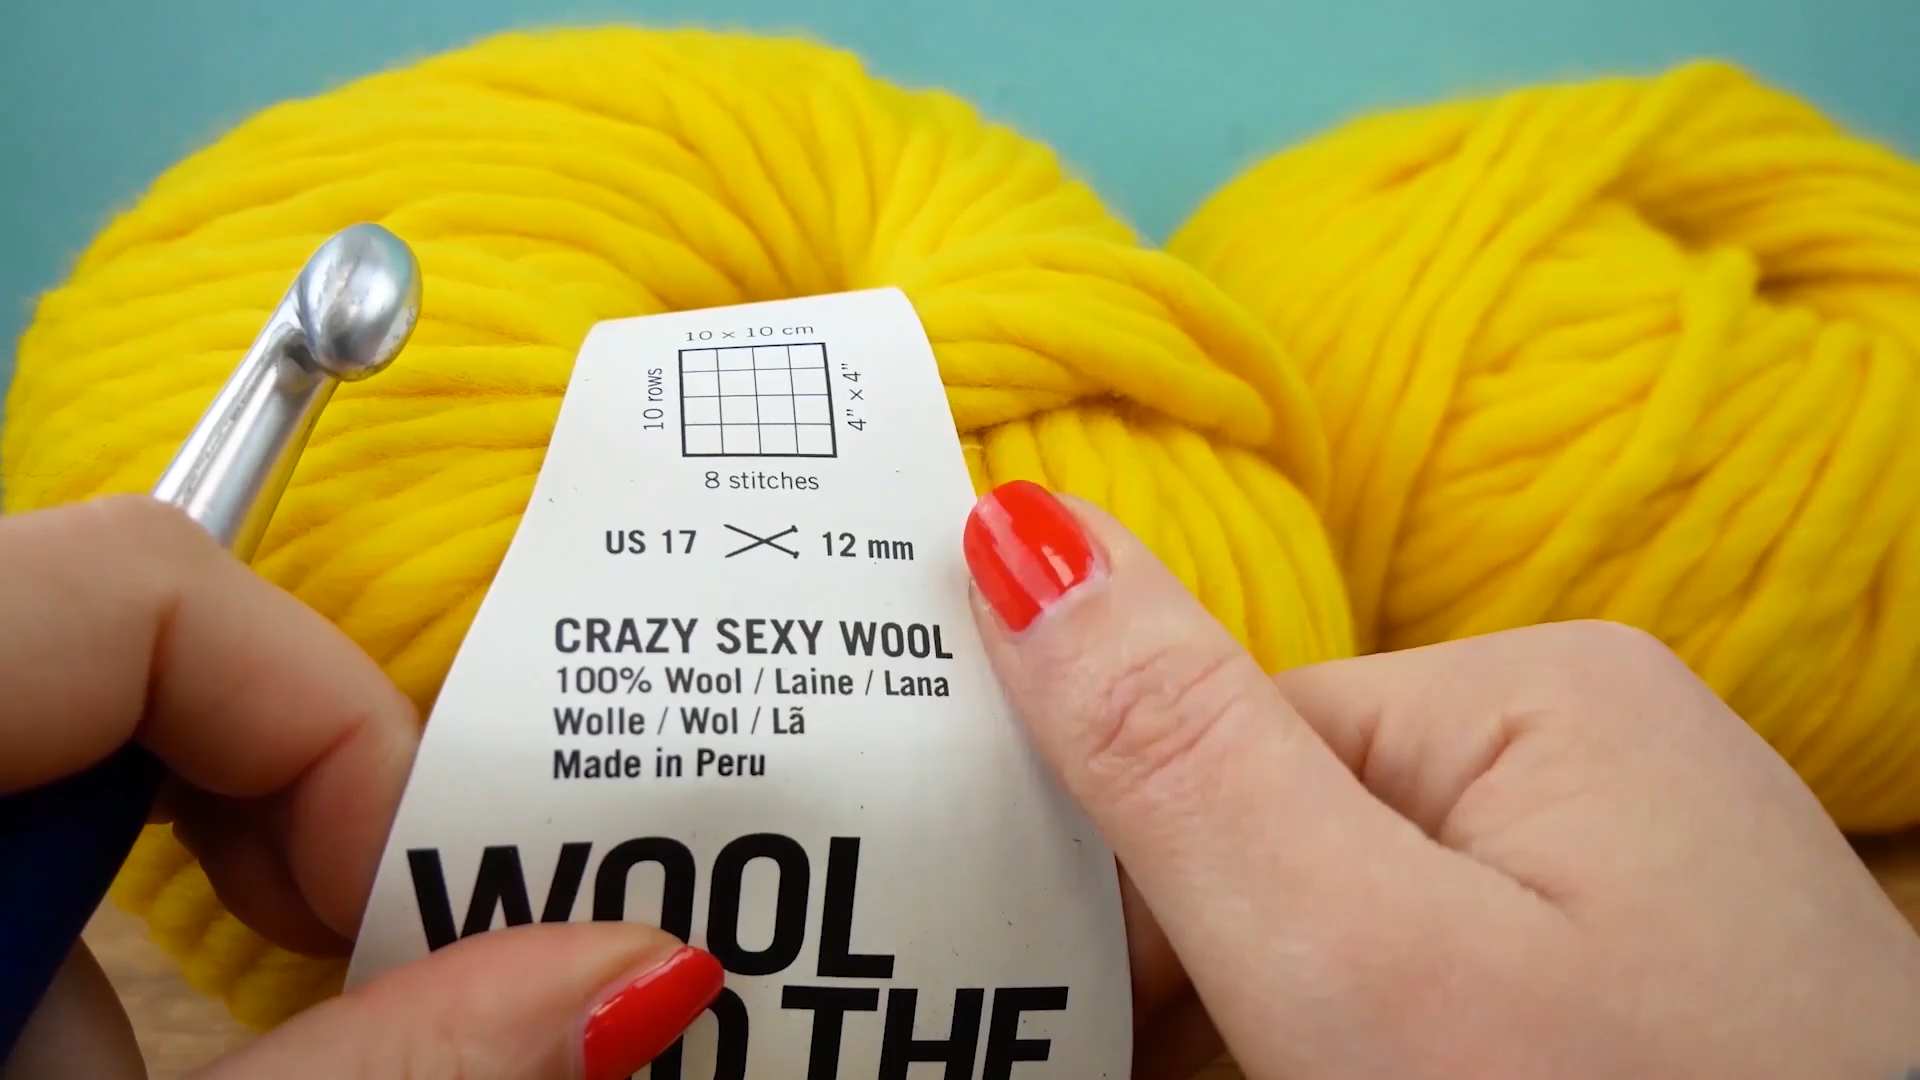 10 x 10 cm
10 rows
4" x 4"
8 stitches
US 17 12 mm
CRAZY SEXY WOOL
100% Wool / Laine / Lana
Wolle / Wol / Lã
Made in Peru
WOOL
THE